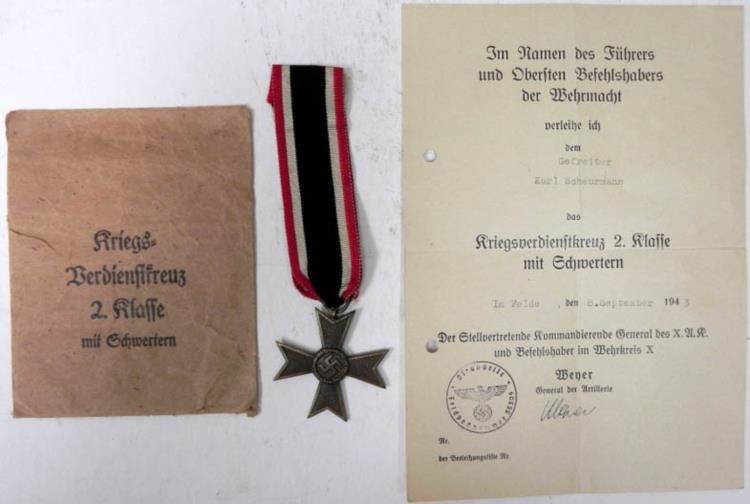 Kriegs-
Verdienstkreuz
2. Klasse
mit Schwertern
Im Namen des Führers
und Obersten Befehlshabers
der Wehrmacht
verleihe ich
dem
Gefreiter
Karl Scheurmann
das
Kriegsverdienstkreuz 2. Klasse
mit Schwertern
Im Felde , den 8.September 1943
Der Stellvertretende Kommandierende General des X. A.K.
und Befehlshaber im Wehrkreis X
Weyer
General der Artillerie
Weyer
Nr.
der Verleihungsliste Nr.